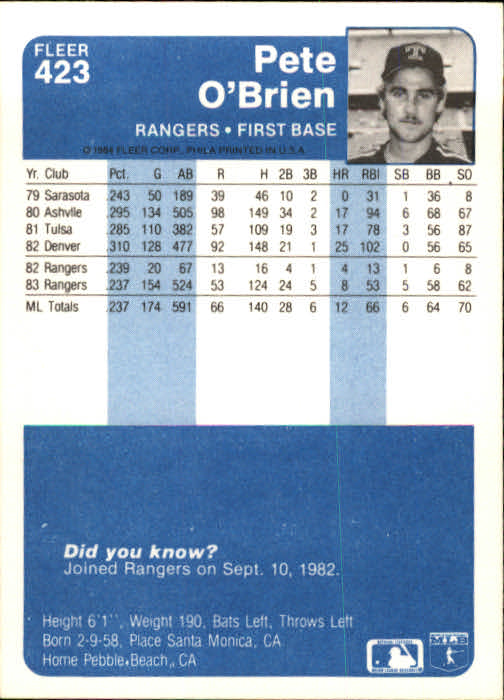 FLEER
423
Pete
O'Brien
RANGERS • FIRST BASE
© 1984 FLEER CORP., PHILA PRINTED IN U.S.A.
Yr. Club Pct. G AB R H 2B 3B HR RBI SB BB SO
79 Sarasota .243 50 189 39 46 10 2 0 31 1 36 8
80 Ashvlle .295 134 505 98 149 34 2 17 94 6 68 67
81 Tulsa .285 110 382 57 109 19 3 17 78 3 56 87
82 Denver .310 128 477 92 148 21 1 25 102 0 56 65
82 Rangers .239 20 67 13 16 4 1 4 13 1 6 8
83 Rangers .237 154 524 53 124 24 5 8 53 5 58 62
ML Totals .237 174 591 66 140 28 6 12 66 6 64 70
Did you know?
Joined Rangers on Sept. 10, 1982.
Height 6'1'', Weight 190, Bats Left, Throws Left
Born 2-9-58, Place Santa Monica, CA
Home Pebble Beach, CA
MLB